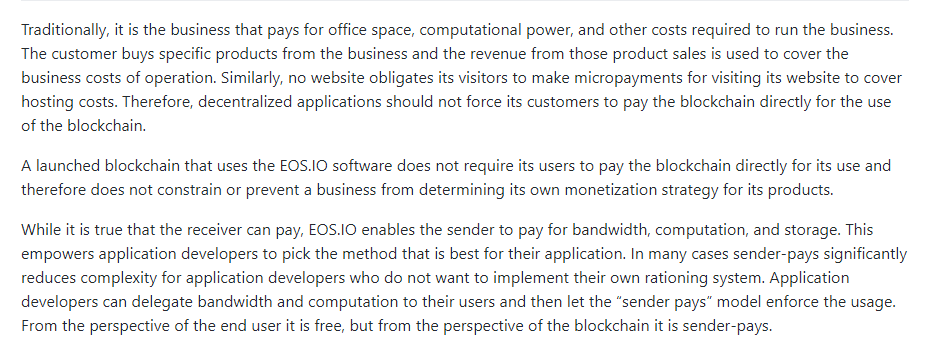 Traditionally, it is the business that pays for office space, computational power, and other costs required to run the business.
The customer buys specific products from the business and the revenue from those product sales is used to cover the
business costs of operation. Similarly, no website obligates its visitors to make micropayments for visiting its website to cover
hosting costs. Therefore, decentralized applications should not force its customers to pay the blockchain directly for the use
of the blockchain.
A launched blockchain that uses the EOS.IO software does not require its users to pay the blockchain directly for its use and
therefore does not constrain or prevent a business from determining its own monetization strategy for its products.
While it is true that the receiver can pay, EOS.IO enables the sender to pay for bandwidth, computation, and storage. This
empowers application developers to pick the method that is best for their application. In many cases sender-pays significantly
reduces complexity for application developers who do not want to implement their own rationing system. Application
developers can delegate bandwidth and computation to their users and then let the “sender pays” model enforce the usage.
From the perspective of the end user it is free, but from the perspective of the blockchain it is sender-pays.